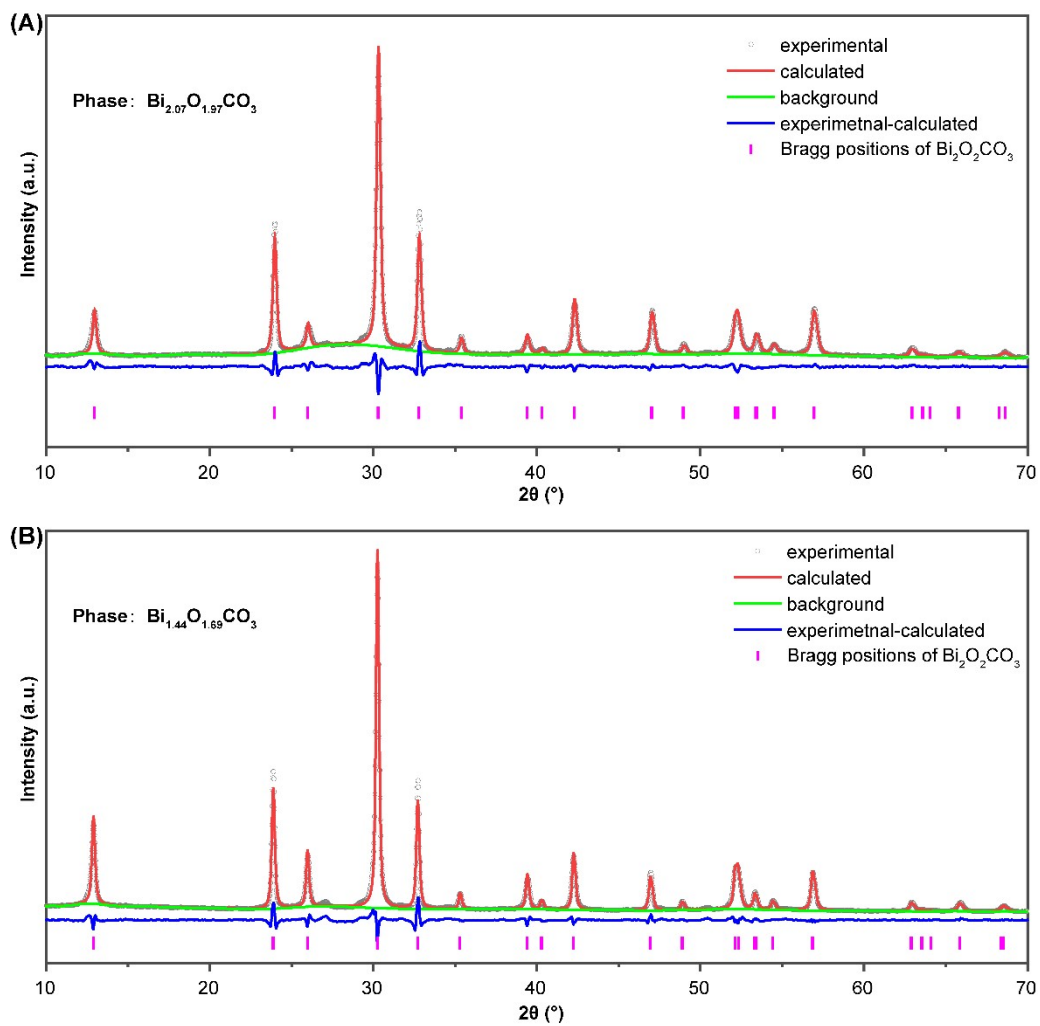 (A)
experimental
calculated
Phase: Bi2.07O1.97CO3
background
experimetnal-calculated
Bragg positions of Bi2O2CO3
Intensity (a.u.)
10 20 30 40 50 60 70
2θ (°)
(B)
experimental
calculated
Phase: Bi1.44O1.69CO3
background
experimetnal-calculated
Bragg positions of Bi2O2CO3
Intensity (a.u.)
10 20 30 40 50 60 70
2θ (°)